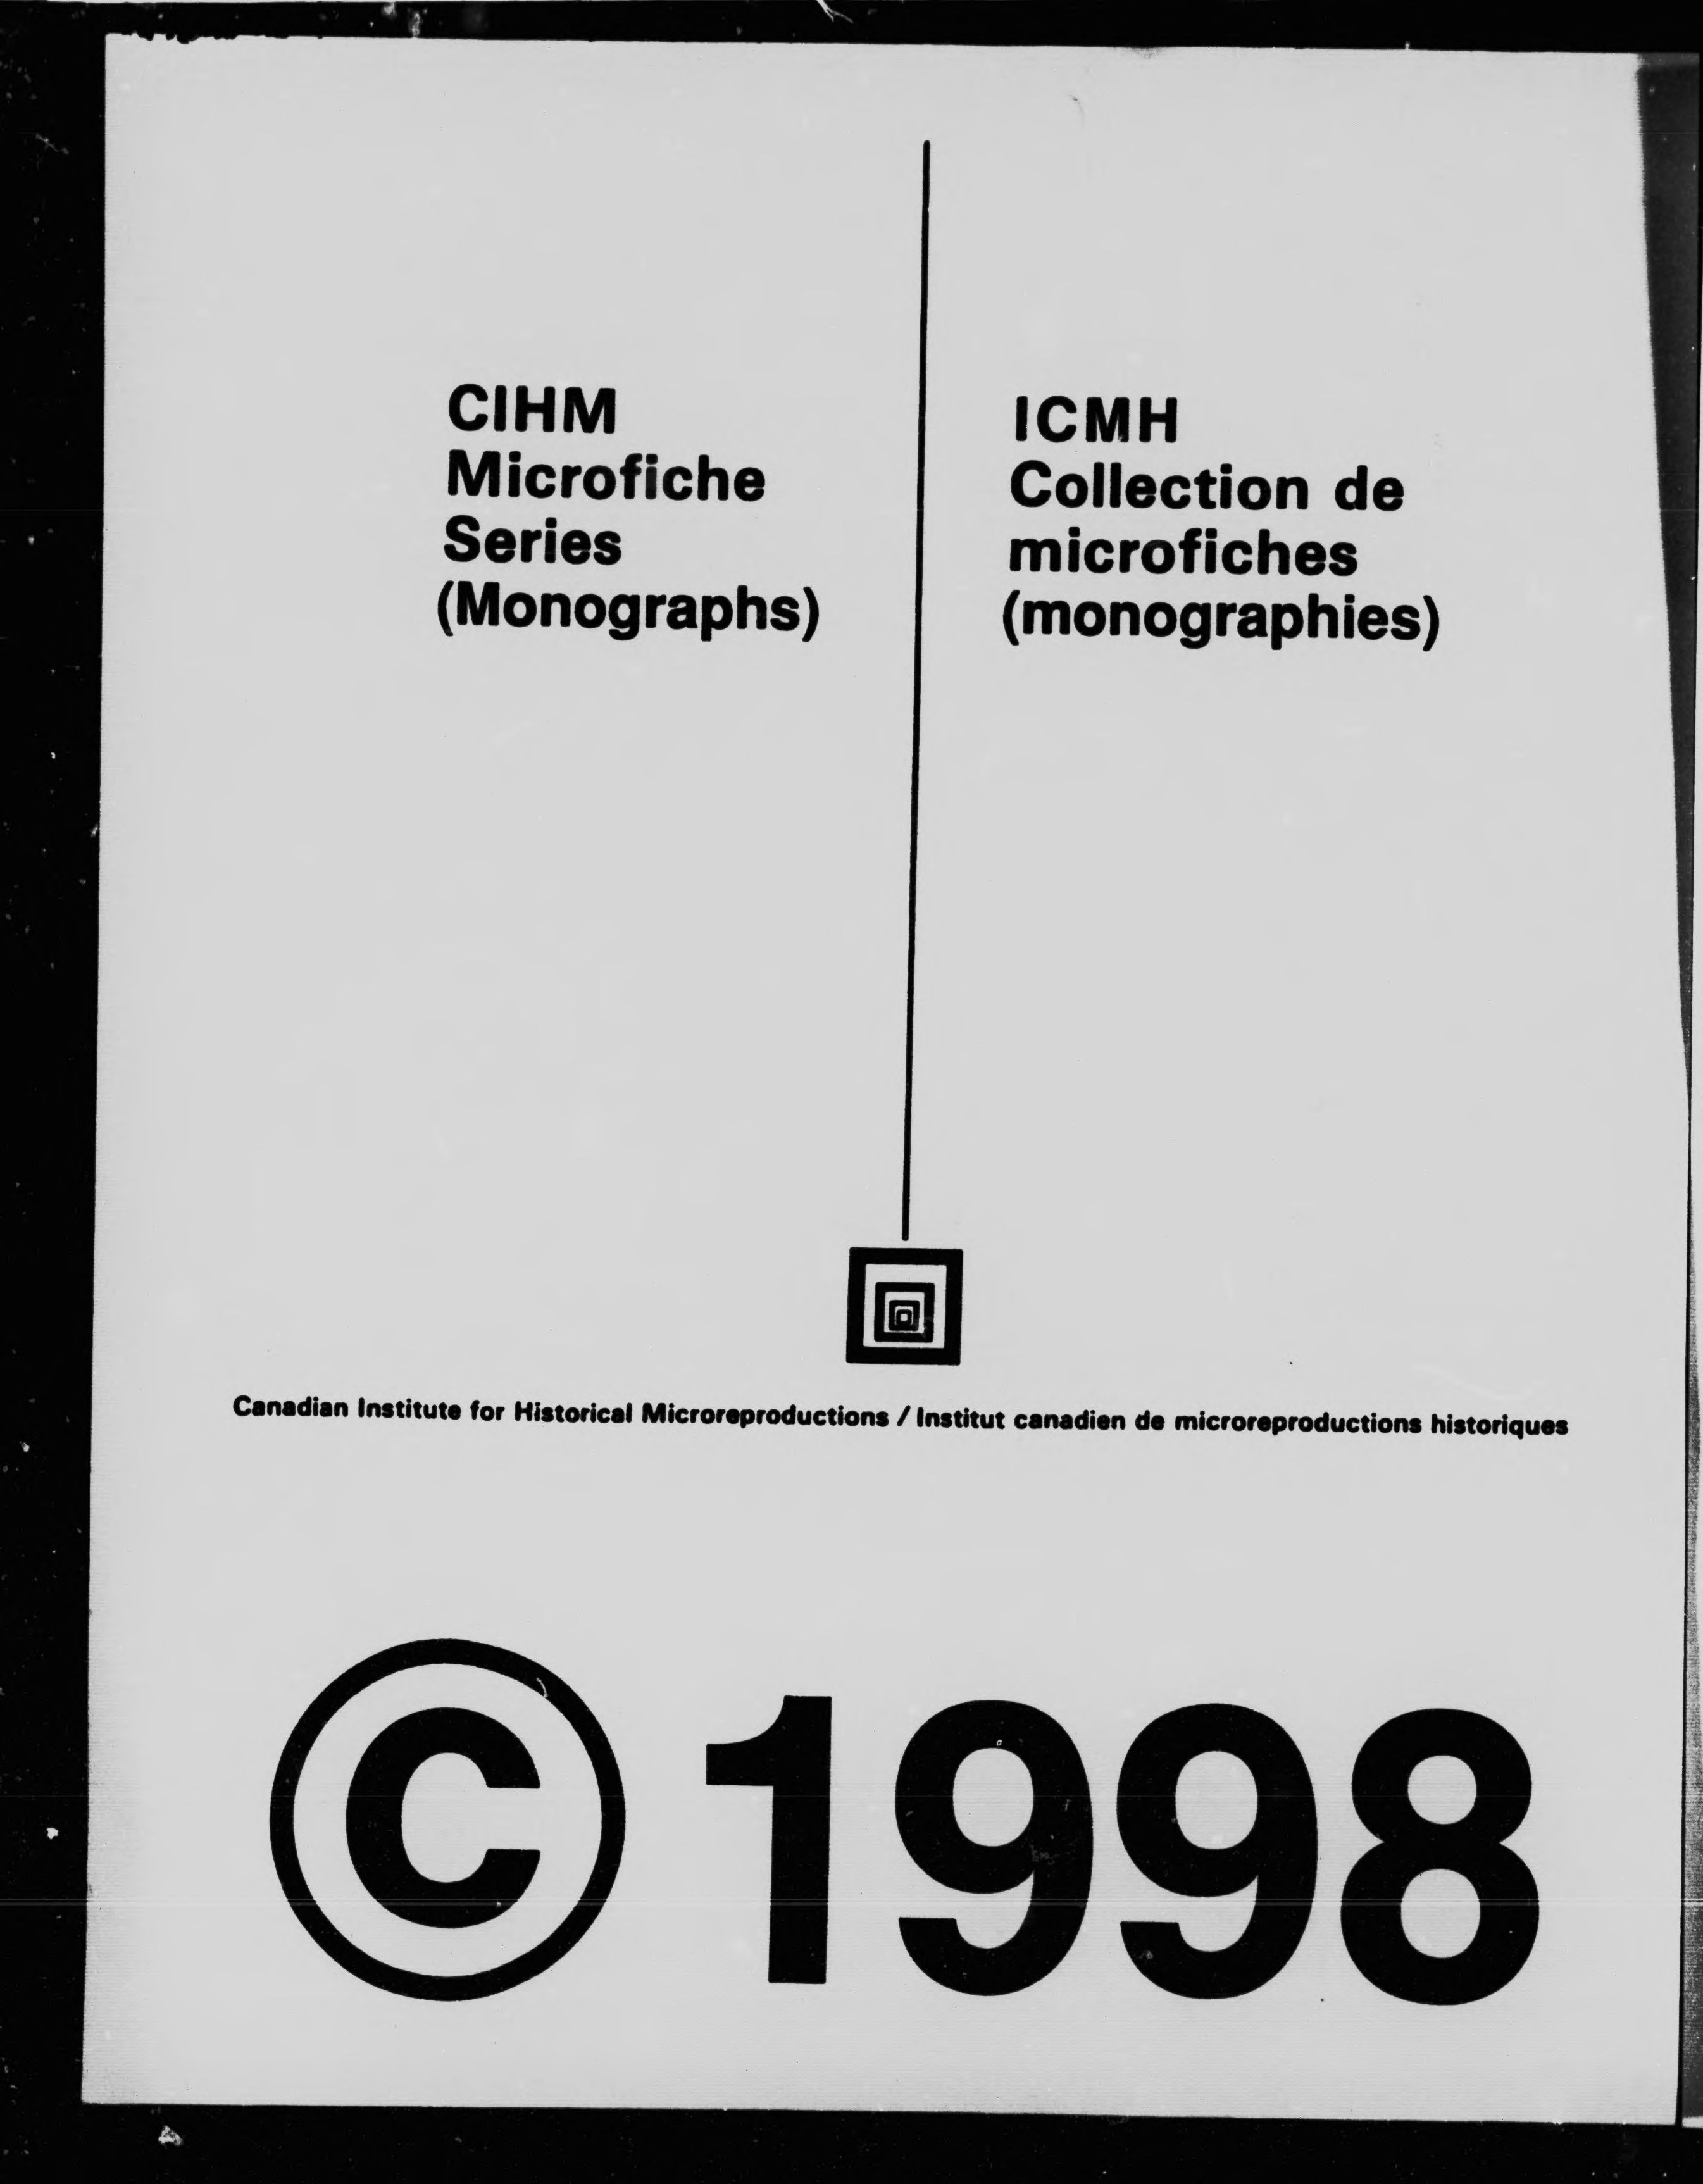 CIHM
Microfiche
Series
(Monographs)
ICMH
Collection de
microfiches
(monographies)
Canadian Institute for Historical Microreproductions / Institut canadien de microreproductions historiques
© 1998